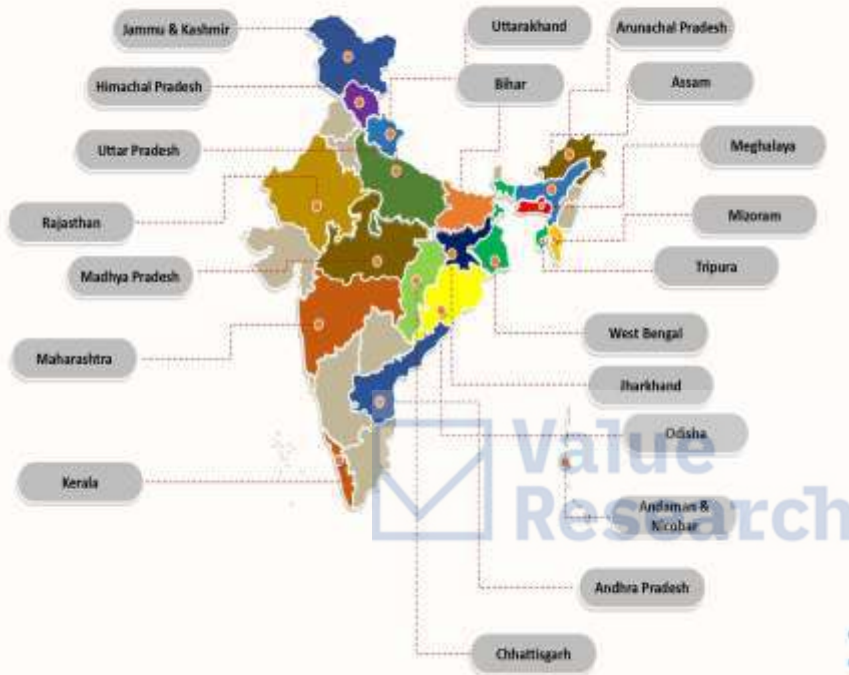 Jammu & Kashmir
Uttarakhand
Arunachal Pradesh
Himachal Pradesh
Bihar
Assam
Uttar Pradesh
Meghalaya
Rajasthan
Mizoram
Madhya Pradesh
Tripura
West Bengal
Maharashtra
Jharkhand
Odisha
Value
Research
Kerala
Andaman &
Nicobar
Andhra Pradesh
Chhattisgarh